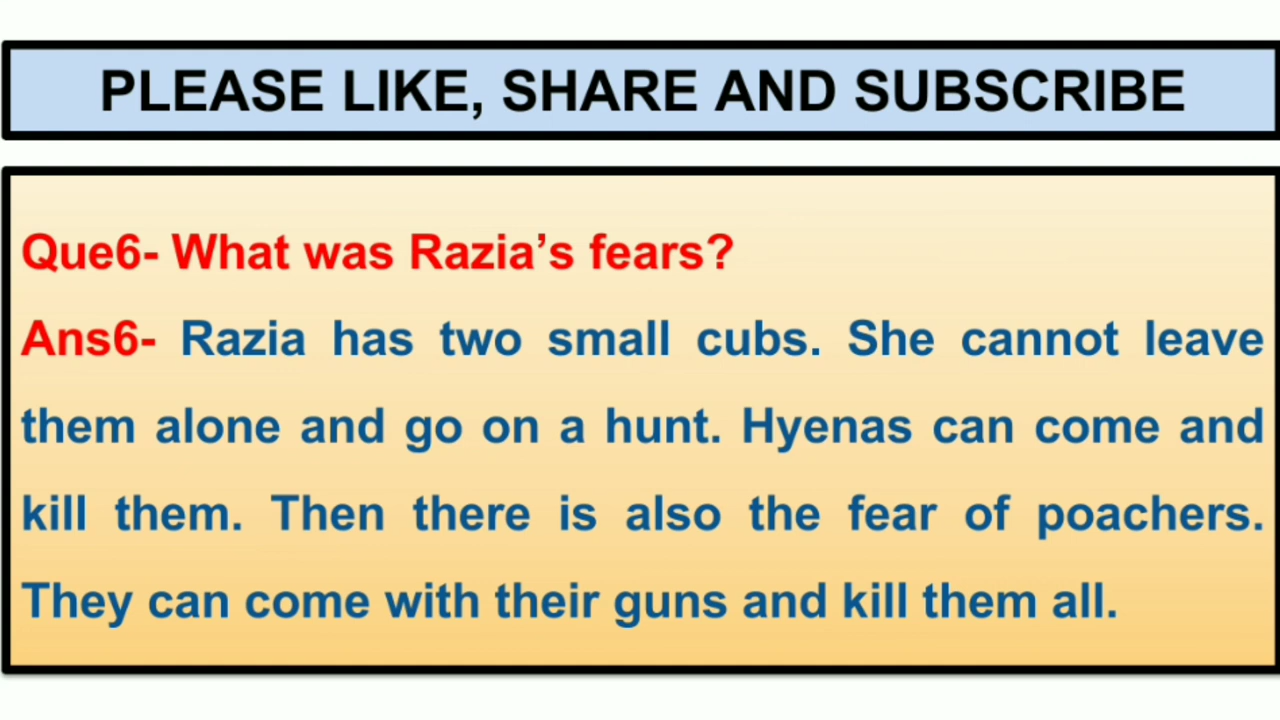 PLEASE LIKE, SHARE AND SUBSCRIBE
Que6- What was Razia’s fears?
Ans6- Razia has two small cubs. She cannot leave
them alone and go on a hunt. Hyenas can come and
kill them. Then there is also the fear of poachers.
They can come with their guns and kill them all.